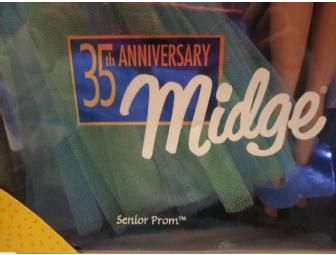 35th ANNIVERSARY
Midge®
Senior Prom™